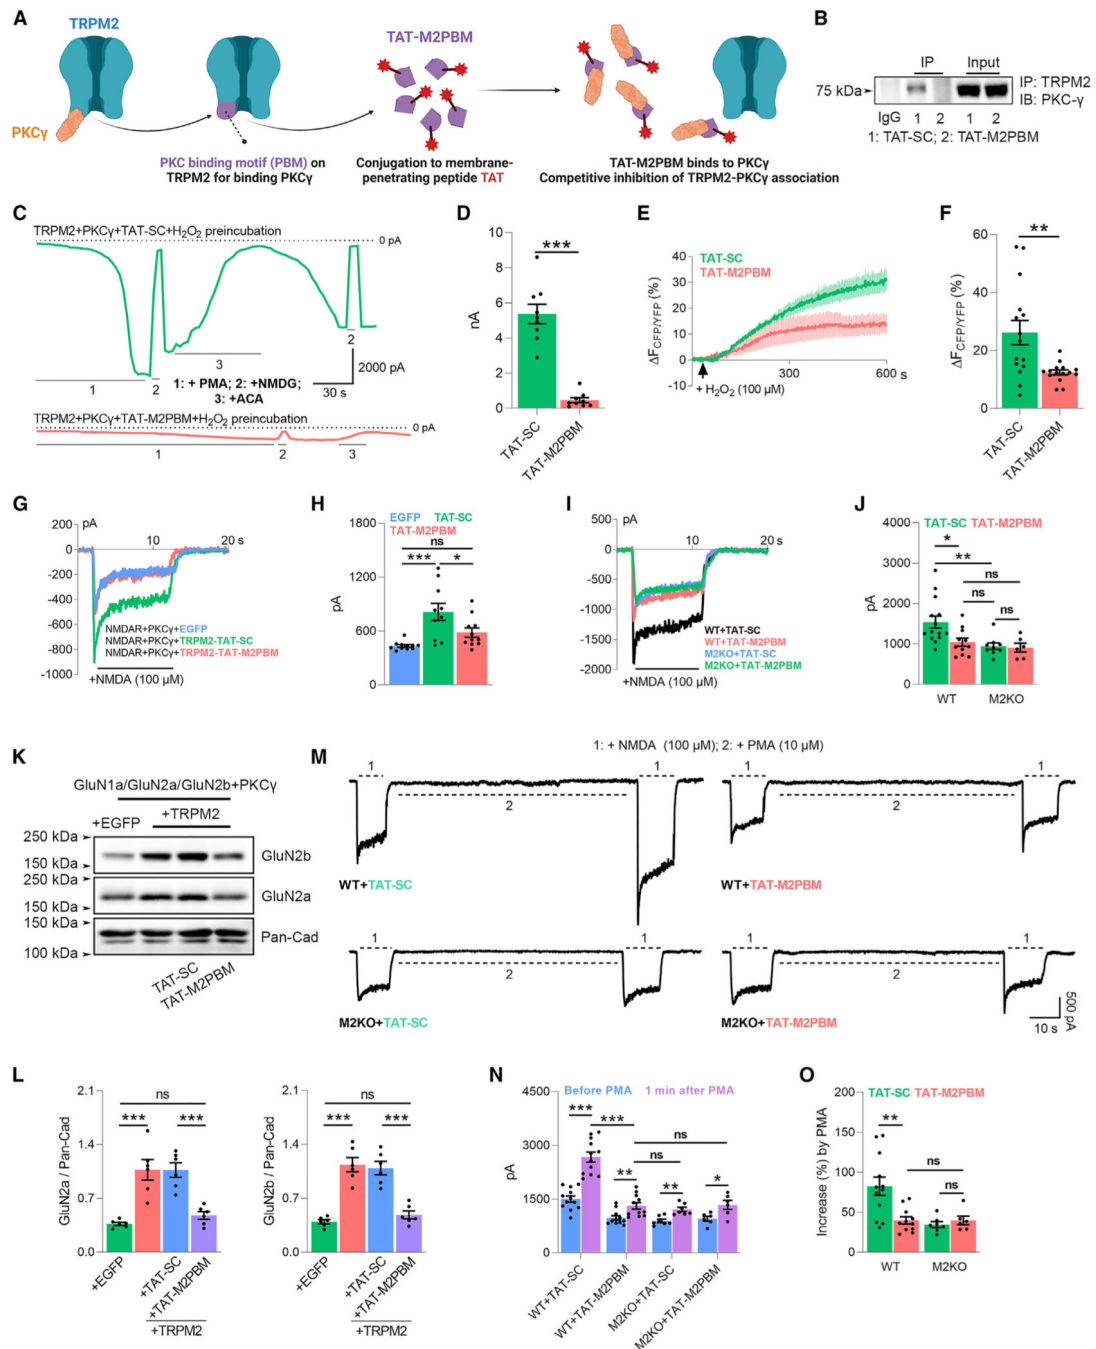 A
TRPM2
PKCγ
PKC binding motif (PBM) on
TRPM2 for binding PKCγ
TAT-M2PBM
Conjugation to membrane-
penetrating peptide TAT
TAT-M2PBM binds to PKCγ
Competitive inhibition of TRPM2-PKCγ association
B
IP Input
75 kDa
IP: TRPM2
IB: PKC-γ
IgG 1 2 1 2
1: TAT-SC; 2: TAT-M2PBM
C
TRPM2+PKCγ+TAT-SC+H₂O₂ preincubation
0 pA
1 2 3 2
1: + PMA; 2: +NMDG;
3: +ACA
2000 pA
30 s
TRPM2+PKCγ+TAT-M2PBM+H₂O₂ preincubation
0 pA
1 2 3
D
nA
10
8
6
4
2
0
***
TAT-SC
TAT-M2PBM
E
TAT-SC
TAT-M2PBM
ΔF CFP/YFP (%)
40
30
20
10
0
-10
300 600 s
+ H₂O₂ (100 µM)
F
ΔF CFP/YFP (%)
60
40
20
0
**
TAT-SC
TAT-M2PBM
G
pA
200
0
-200
-400
-600
-800
-1000
10 20 s
NMDAR+PKCγ+EGFP
NMDAR+PKCγ+TRPM2-TAT-SC
NMDAR+PKCγ+TRPM2-TAT-M2PBM
+NMDA (100 µM)
H
EGFP TAT-SC
TAT-M2PBM
pA
1800
1200
600
0
ns
*** *
I
pA
500
0
-500
-1000
-1500
-2000
10 20 s
WT+TAT-SC
WT+TAT-M2PBM
M2KO+TAT-SC
M2KO+TAT-M2PBM
+NMDA (100 µM)
J
TAT-SC TAT-M2PBM
pA
4000
3000
2000
1000
0
*
**
ns
ns
WT M2KO
K
GluN1a/GluN2a/GluN2b+PKCγ
+EGFP +TRPM2
250 kDa
150 kDa
GluN2b
250 kDa
150 kDa
GluN2a
150 kDa
100 kDa
Pan-Cad
TAT-SC
TAT-M2PBM
M
1: + NMDA (100 µM); 2: + PMA (10 µM)
1 2 1
WT+TAT-SC
1 2 1
WT+TAT-M2PBM
1 2 1
M2KO+TAT-SC
1 2 1
M2KO+TAT-M2PBM
500 pA
10 s
L
GluN2a / Pan-Cad
2.1
1.4
0.7
0.0
ns
*** ***
+EGFP
+TAT-SC
+TAT-M2PBM
+TRPM2
GluN2b / Pan-Cad
2.1
1.4
0.7
0.0
ns
*** ***
+EGFP
+TAT-SC
+TAT-M2PBM
+TRPM2
N
Before PMA 1 min after PMA
pA
4500
3000
1500
0
*** ***
ns
ns
** ** *
WT+TAT-SC
WT+TAT-M2PBM
M2KO+TAT-SC
M2KO+TAT-M2PBM
O
TAT-SC TAT-M2PBM
Increase (%) by PMA
200
150
100
50
0
**
ns
ns
WT M2KO